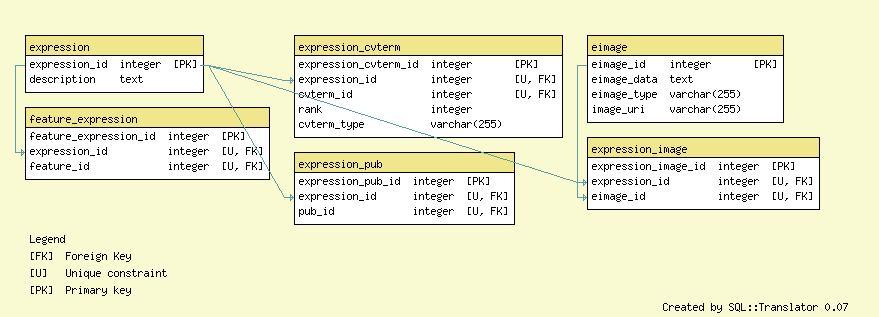 expression
expression_id integer [PK]
description text
feature_expression
feature_expression_id integer [PK]
expression_id integer [U, FK]
feature_id integer [U, FK]
expression_cvterm
expression_cvterm_id integer [PK]
expression_id integer [U, FK]
cvterm_id integer [U, FK]
rank integer
cvterm_type varchar(255)
expression_pub
expression_pub_id integer [PK]
expression_id integer [U, FK]
pub_id integer [U, FK]
eimage
eimage_id integer [PK]
eimage_data text
eimage_type varchar(255)
image_uri varchar(255)
expression_image
expression_image_id integer [PK]
expression_id integer [U, FK]
eimage_id integer [U, FK]
Legend
[FK] Foreign Key
[U] Unique constraint
[PK] Primary key
Created by SQL::Translator 0.07